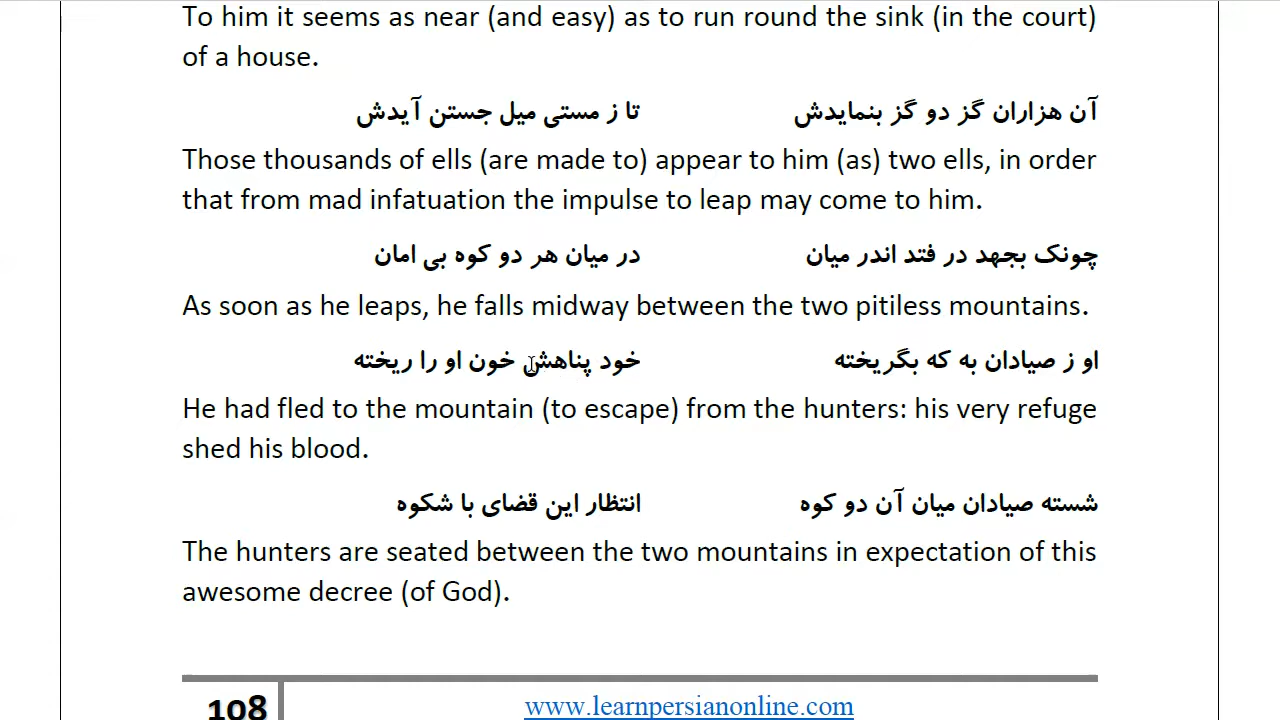 To him it seems as near (and easy) as to run round the sink (in the court)
of a house.
آن هزاران گز دو گز بنمایدش تا ز مستی میل جستن آیدش
Those thousands of ells (are made to) appear to him (as) two ells, in order
that from mad infatuation the impulse to leap may come to him.
چونک بجهد در فتد اندر میان در میان هر دو کوه بی امان
As soon as he leaps, he falls midway between the two pitiless mountains.
او ز صیادان به که بگریخته خود پناهش خون او را ریخته
He had fled to the mountain (to escape) from the hunters: his very refuge
shed his blood.
شسته صیادان میان آن دو کوه انتظار این قضای با شکوه
The hunters are seated between the two mountains in expectation of this
awesome decree (of God).
108 www.learnpersianonline.com